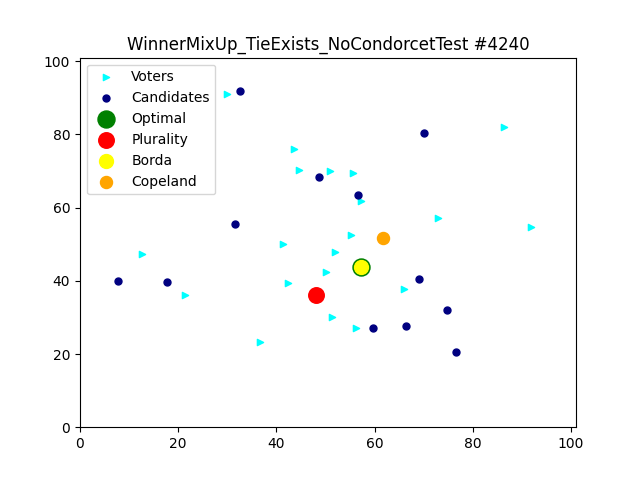 WinnerMixUp_TieExists_NoCondorcetTest #4240
Voters
Candidates
Optimal
Plurality
Borda
Copeland
100
80
60
40
20
0
0 20 40 60 80 100